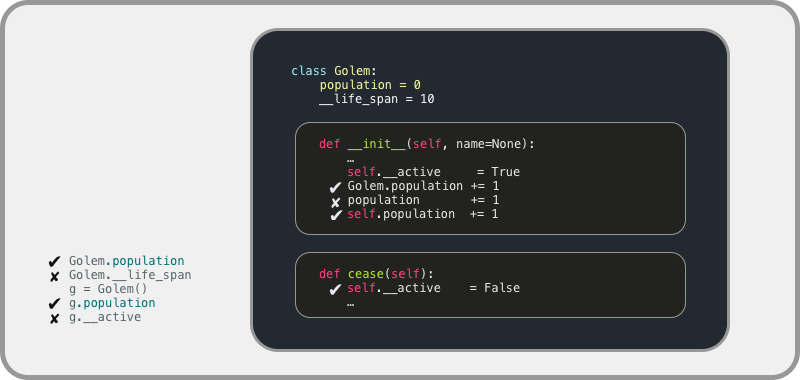 class Golem:
    population = 0
    __life_span = 10
    def __init__(self, name=None):
        …
        self.__active     = True
      ✔ Golem.population += 1
      ✘ population       += 1
      ✔ self.population  += 1
    def cease(self):
      ✔ self.__active    = False
        …
✔ Golem.population
✘ Golem.__life_span
  g = Golem()
✔ g.population
✘ g.__active